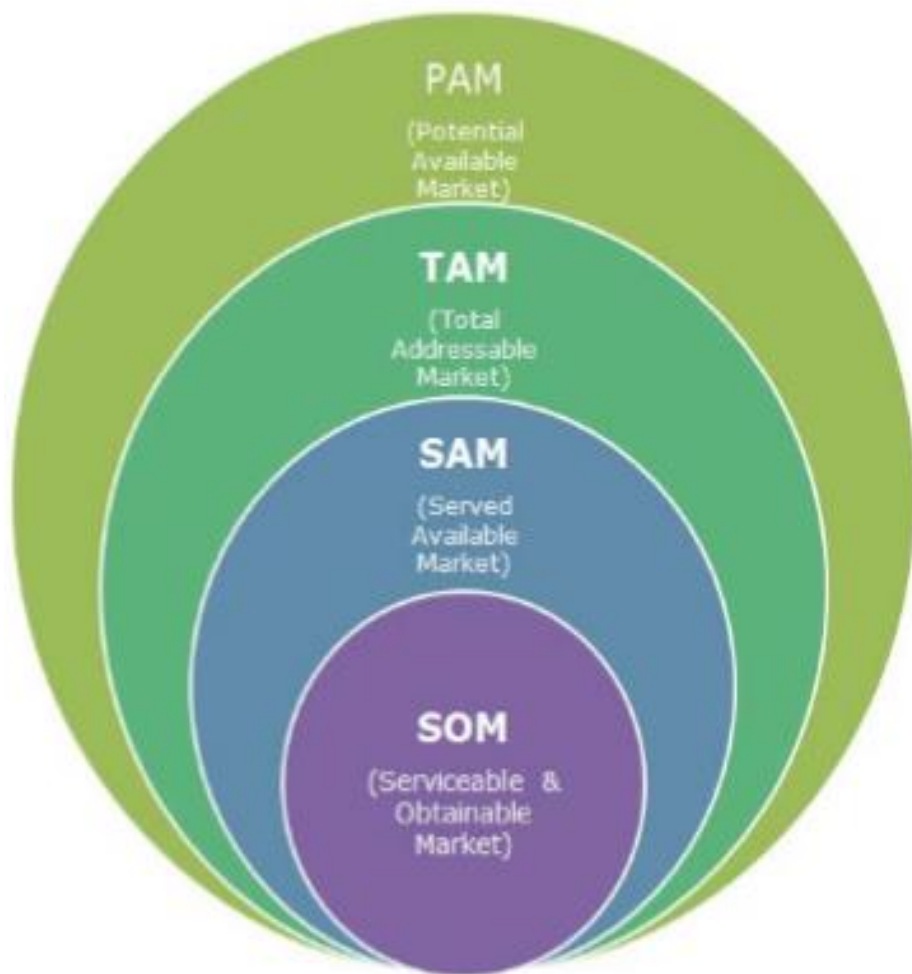 PAM
(Potential
Available
Market)
TAM
(Total
Addressable
Market)
SAM
(Served
Available
Market)
SOM
(Serviceable &
Obtainable
Market)